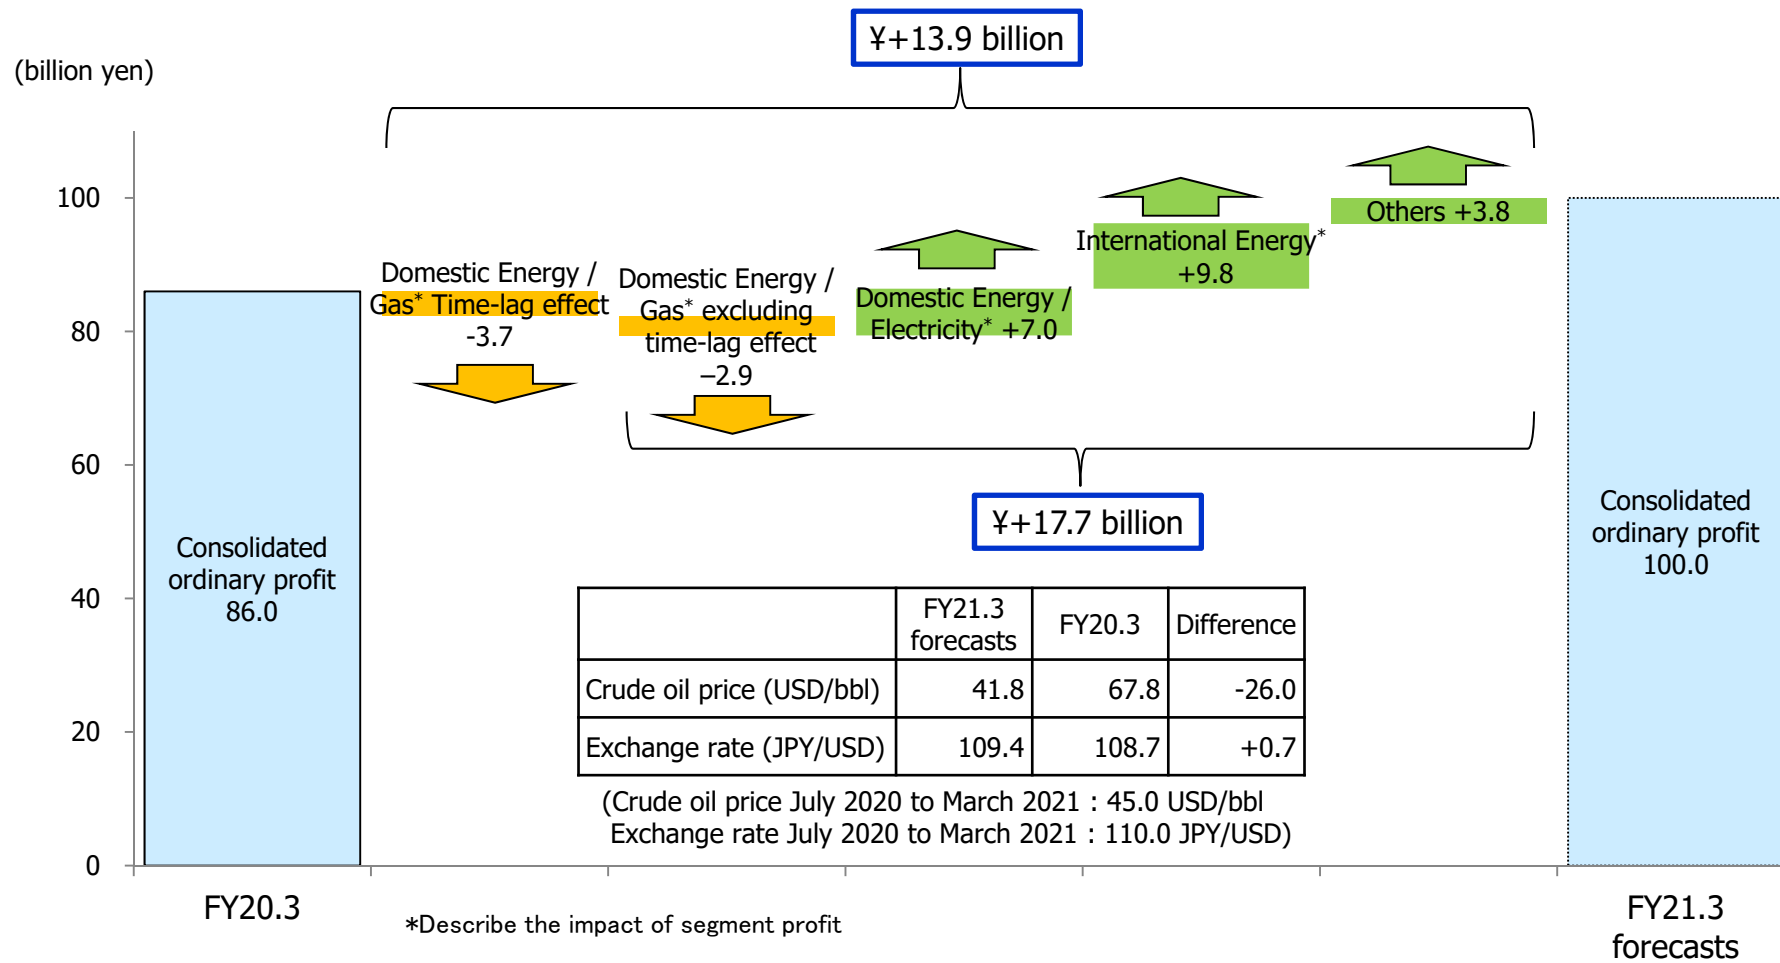 ¥+13.9 billion
(billion yen)
100
80
60
40
20
0
Consolidated
ordinary profit
86.0
Domestic Energy /
Gas* Time-lag effect
-3.7
Domestic Energy /
Gas* excluding
time-lag effect
–2.9
Domestic Energy /
Electricity* +7.0
International Energy*
+9.8
Others +3.8
Consolidated
ordinary profit
100.0
¥+17.7 billion
FY21.3 forecasts FY20.3 Difference
Crude oil price (USD/bbl) 41.8 67.8 -26.0
Exchange rate (JPY/USD) 109.4 108.7 +0.7
(Crude oil price July 2020 to March 2021 : 45.0 USD/bbl
Exchange rate July 2020 to March 2021 : 110.0 JPY/USD)
FY20.3
FY21.3
forecasts
*Describe the impact of segment profit